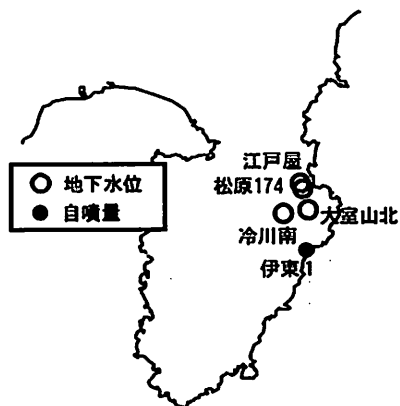 江戸屋
松原174
地下水位
自噴量
大室山北
冷川南
伊東1